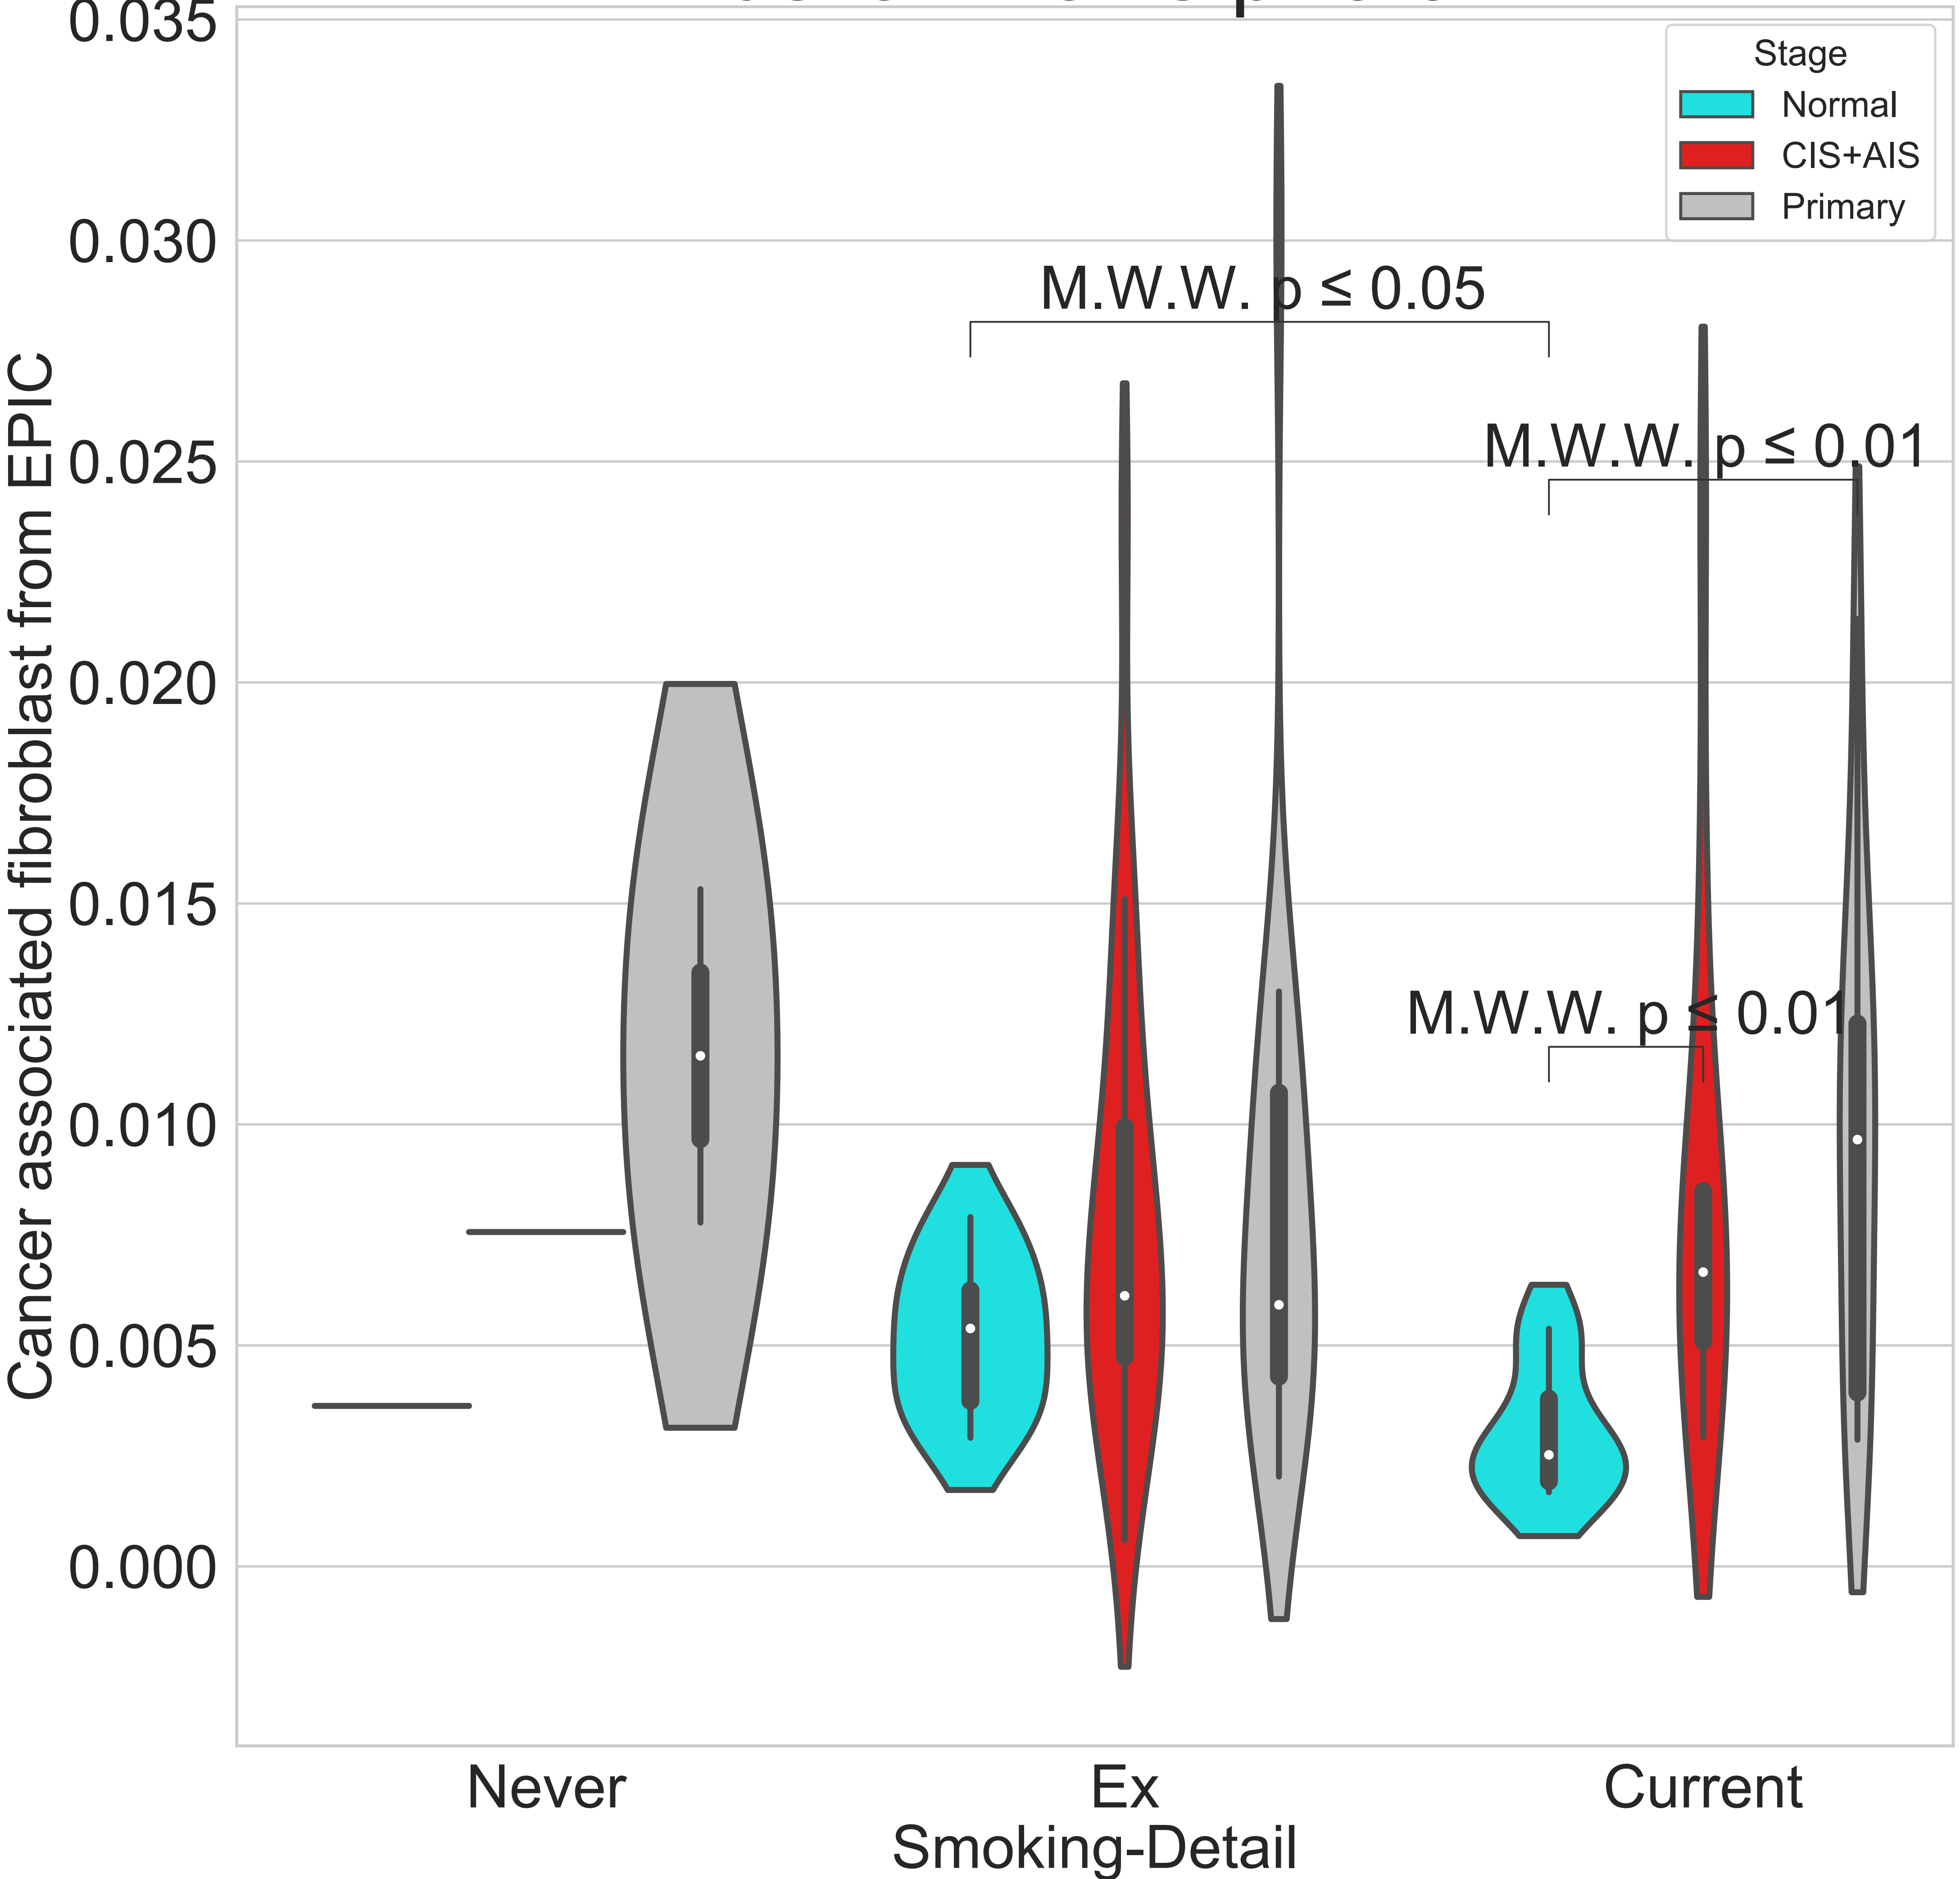 Cancer associated fibroblast from EPIC
0.035
0.030
0.025
0.020
0.015
0.010
0.005
0.000
Stage
Normal
CIS+AIS
Primary
M.W.W. p ≤ 0.05
M.W.W. p ≤ 0.01
M.W.W. p ≤ 0.01
Never
Ex
Current
Smoking-Detail